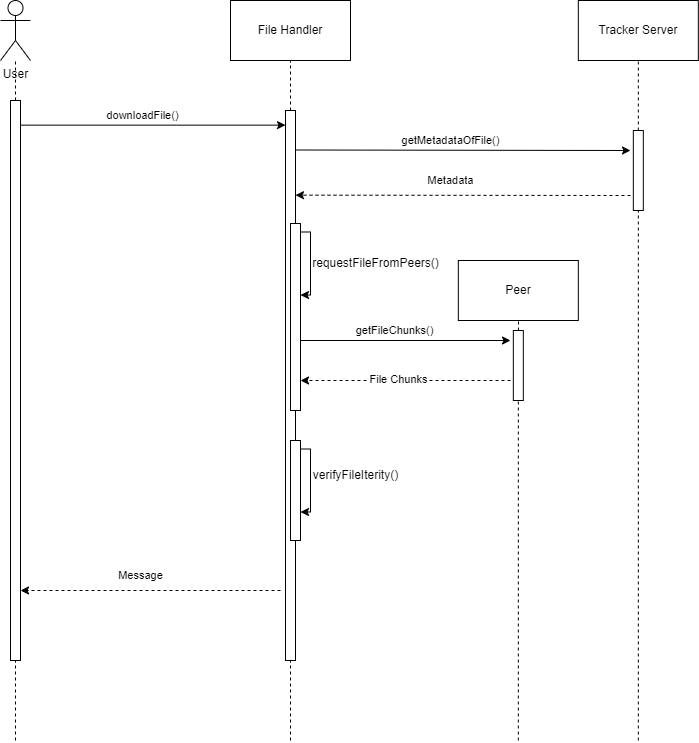 File Handler
Tracker Server
User
downloadFile()
getMetadataOfFile()
Metadata
requestFileFromPeers()
Peer
getFileChunks()
File Chunks
verifyFileIterity()
Message